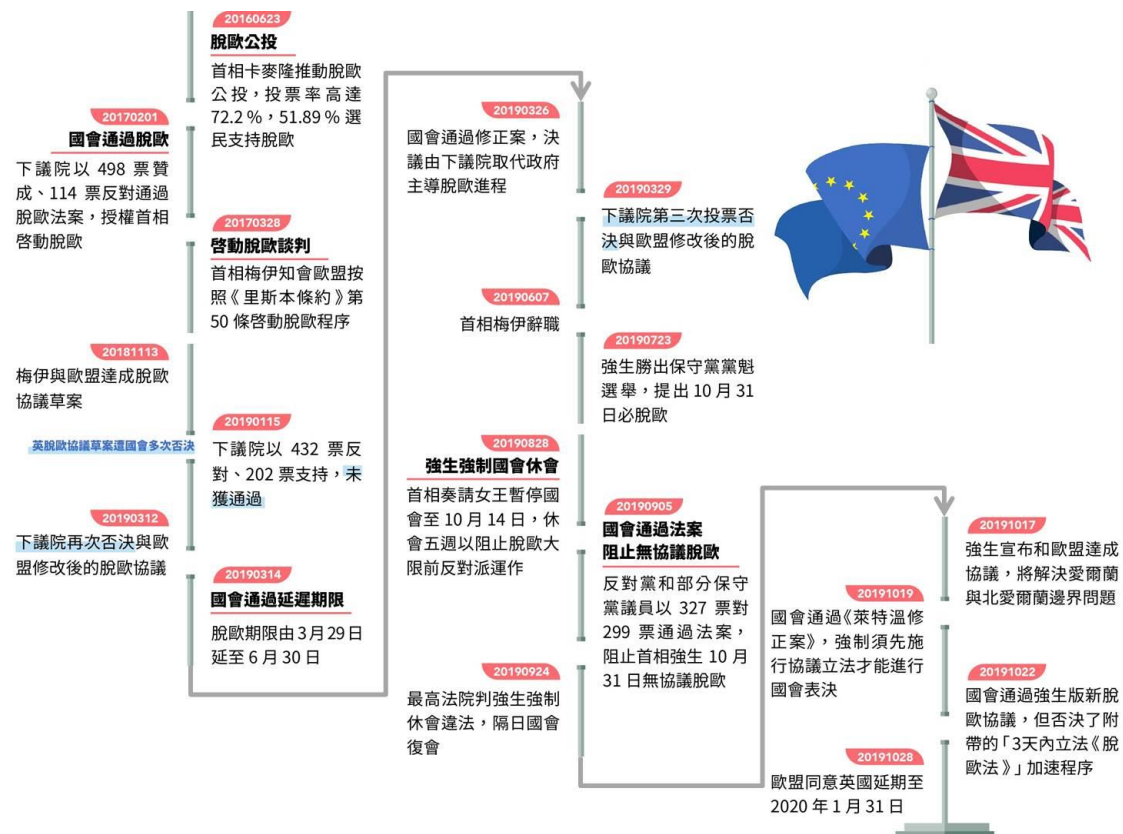 20160623
脫歐公投
首相卡麥隆推動脫歐
公投，投票率高達
72.2％，51.89％選
民支持脫歐
20170201
國會通過脫歐
下議院以 498 票贊
成、114 票反對通過
脫歐法案，授權首相
啓動脫歐
20170328
啓動脫歐談判
首相梅伊知會歐盟按
照《里斯本條約》第
50 條啓動脫歐程序
20181113
梅伊與歐盟達成脫歐
協議草案
英脫歐協議草案遭國會多次否決
20190115
下議院以 432 票反
對、202 票支持，未
獲通過
20190312
下議院再次否決與歐
盟修改後的脫歐協議
20190314
國會通過延遲期限
脫歐期限由3月29日
延至 6 月 30 日
20190326
國會通過修正案，決
議由下議院取代政府
主導脫歐進程
20190329
下議院第三次投票否
決與歐盟修改後的脫
歐協議
20190607
首相梅伊辭職
20190723
強生勝出保守黨黨魁
選舉，提出 10 月 31
日必脫歐
20190828
強生強制國會休會
首相奏請女王暫停國
會至 10 月 14 日，休
會五週以阻止脫歐大
限前反對派運作
20190905
國會通過法案
阻止無協議脫歐
反對黨和部分保守
黨議員以 327 票對
299 票通過法案，
阻止首相強生 10 月
31 日無協議脫歐
20190924
最高法院判強生強制
休會違法，隔日國會
復會
20191017
強生宣布和歐盟達成
協議，將解決愛爾蘭
與北愛爾蘭邊界問題
20191019
國會通過《萊特溫修
正案》，強制須先施
行協議立法才能進行
國會表決
20191022
國會通過強生版新脫
歐協議，但否決了附
帶的「3天內立法《脫
歐法》」加速程序
20191028
歐盟同意英國延期至
2020 年 1 月 31 日